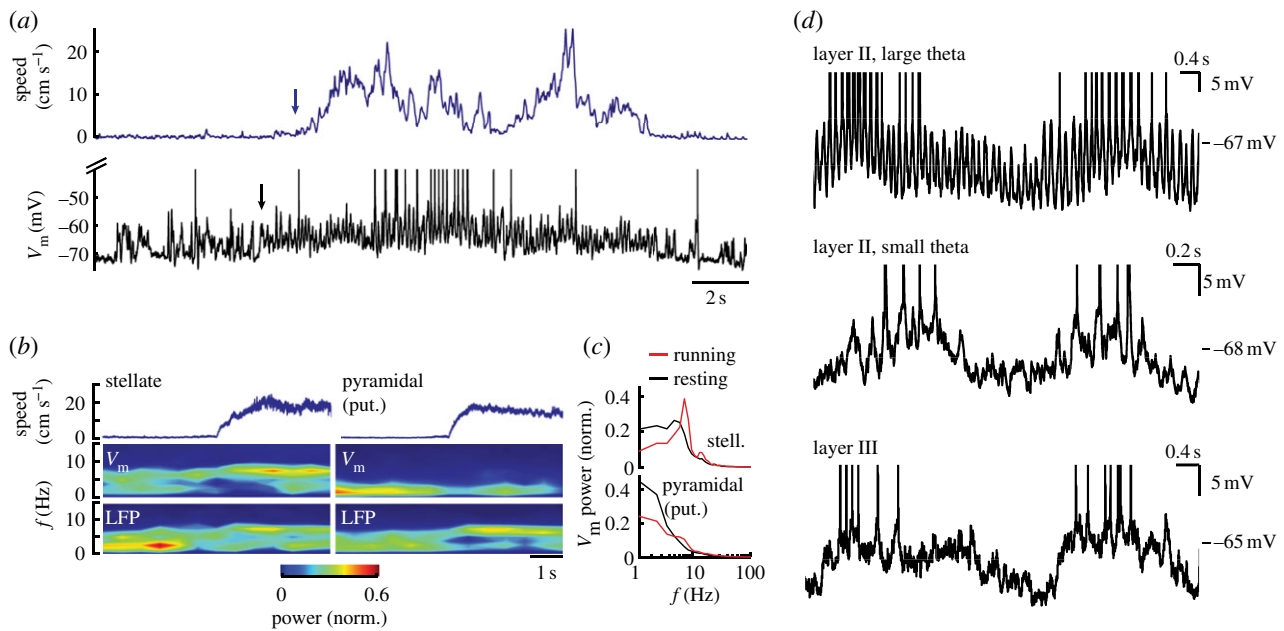 (a)
speed
(cm s⁻¹)
20
10
0
Vm (mV)
–50
–60
–70
2 s
(b)
stellate
pyramidal
(put.)
speed
(cm s⁻¹)
20
0
Vm
Vm
f (Hz)
10
0
LFP
LFP
10
0
1 s
0
0.6
power (norm.)
(c)
running
resting
Vm power (norm.)
0.4
0.2
0
stell.
0.4
0.2
0
pyramidal
(put.)
1
10
100
f (Hz)
(d)
layer II, large theta
0.4 s
5 mV
–67 mV
layer II, small theta
0.2 s
5 mV
–68 mV
layer III
0.4 s
5 mV
–65 mV